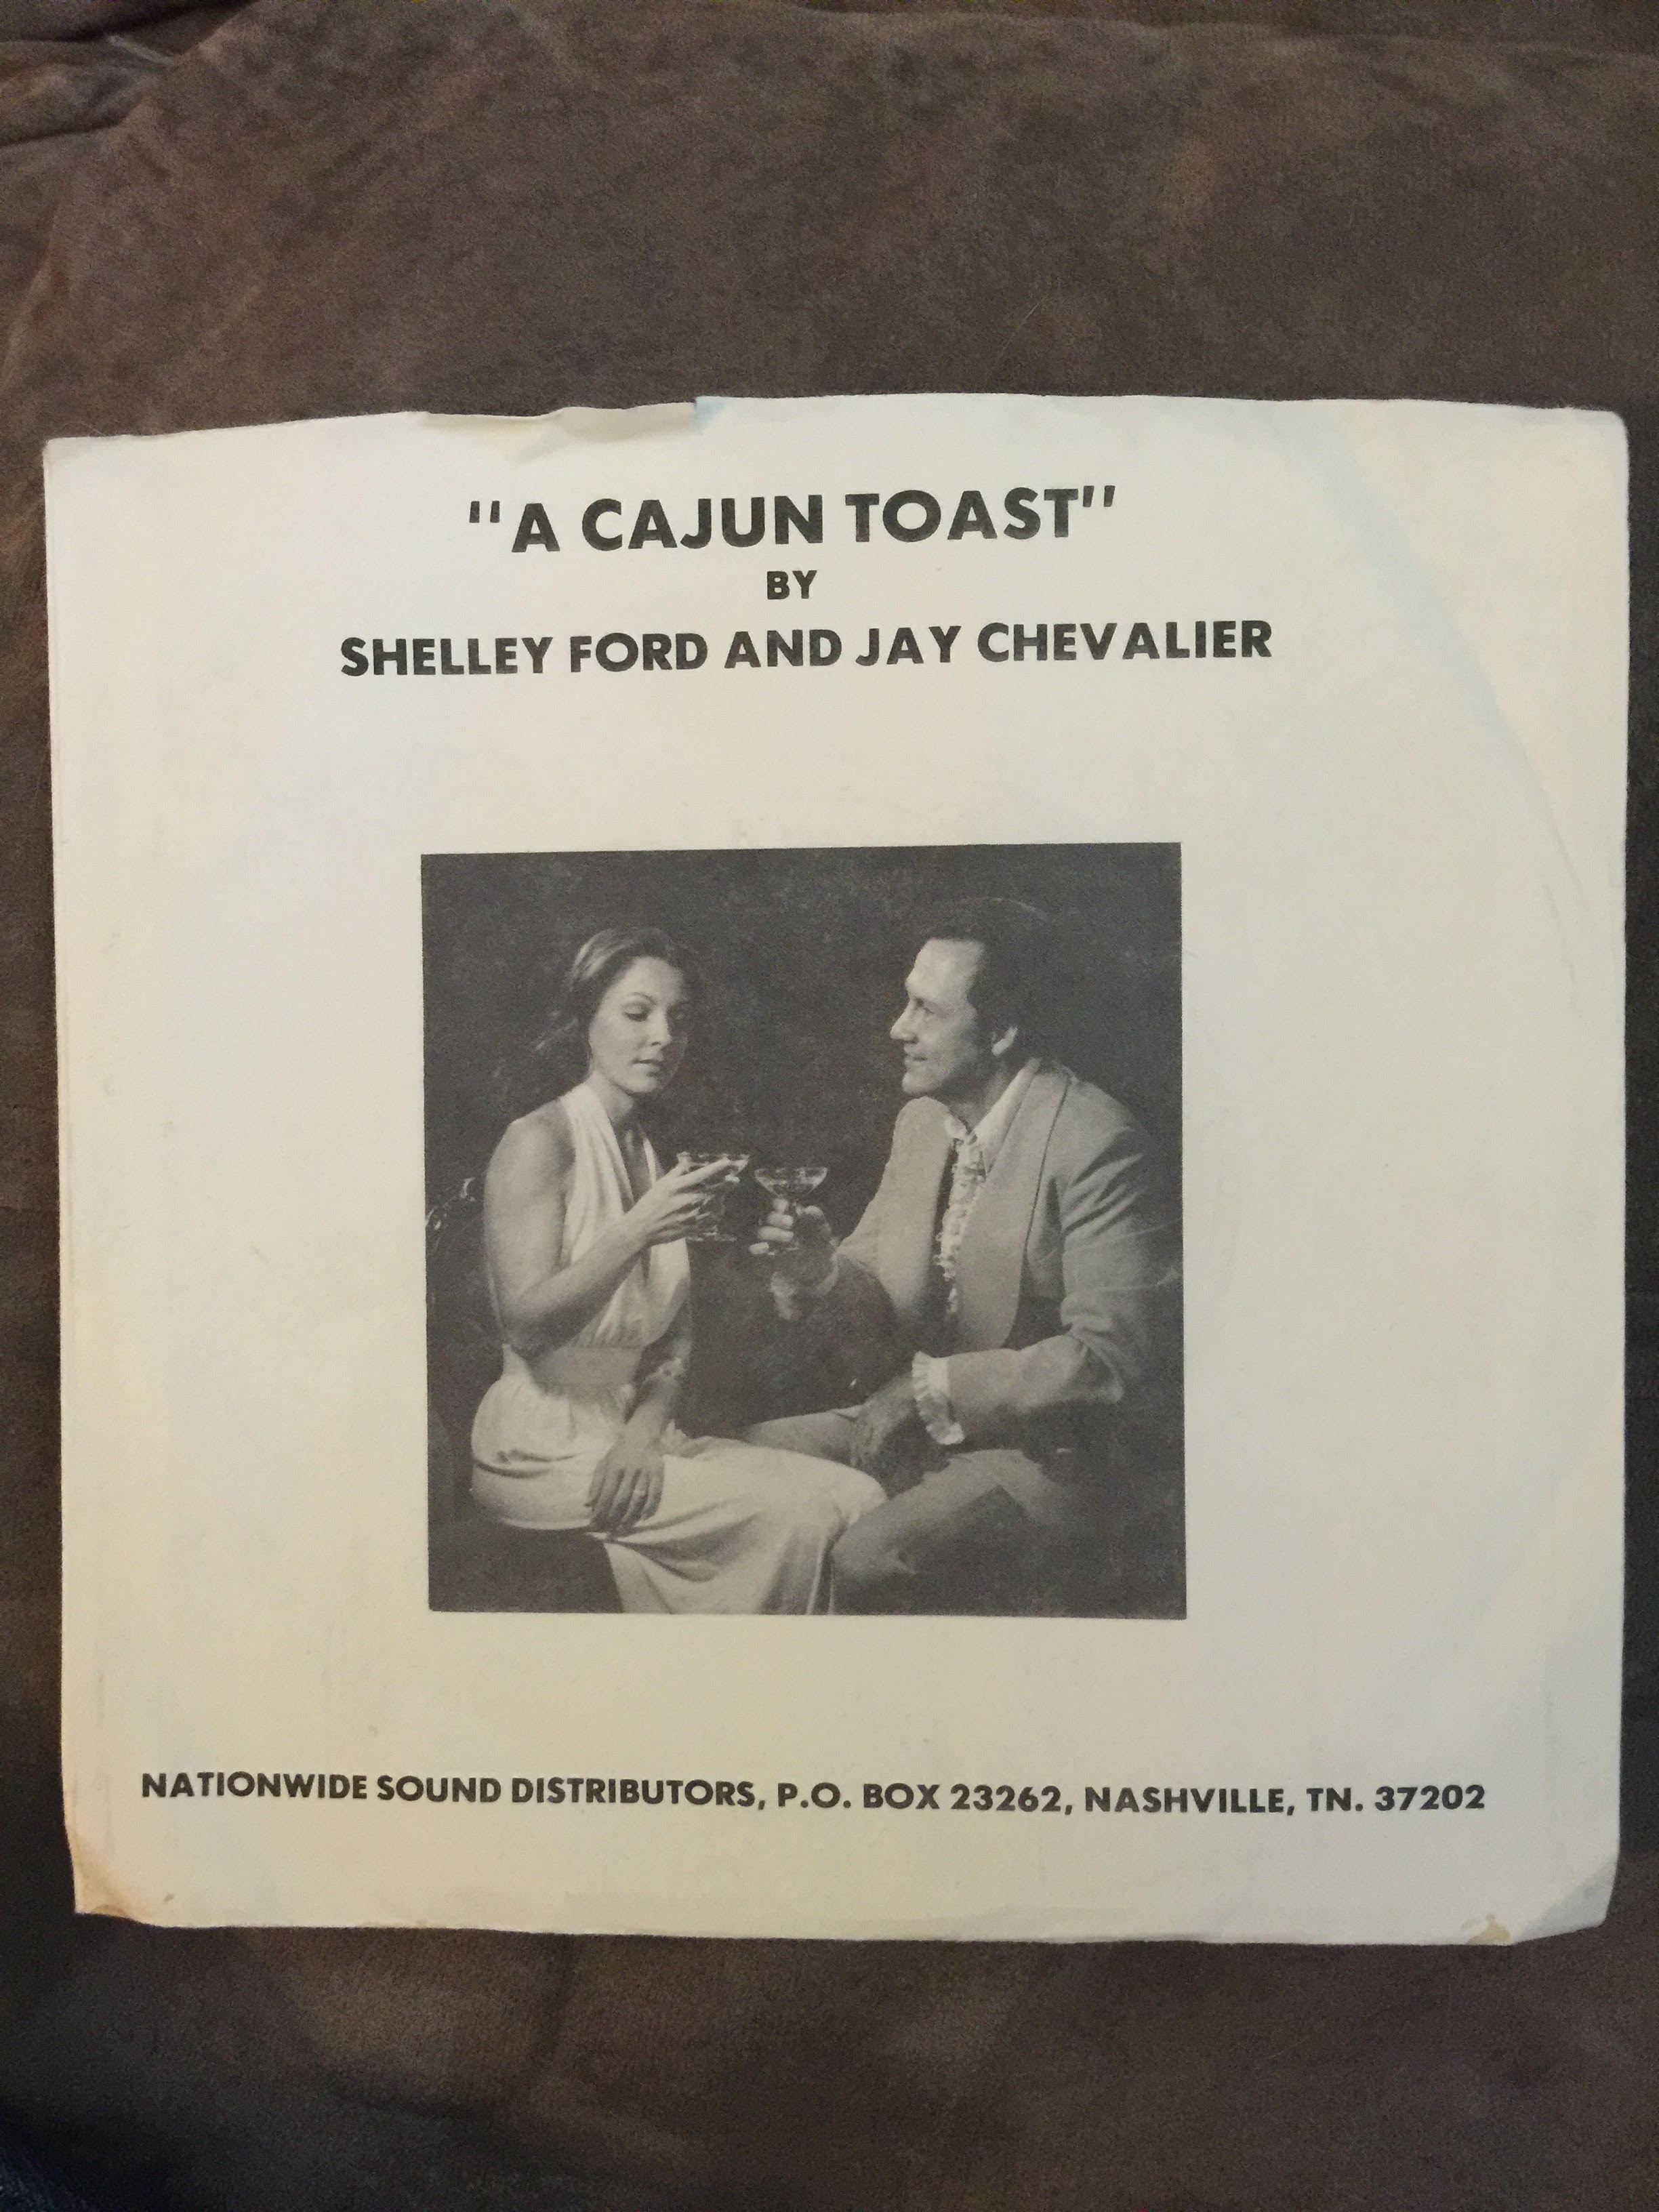 "A CAJUN TOAST"
BY
SHELLEY FORD AND JAY CHEVALIER
NATIONWIDE SOUND DISTRIBUTORS, P.O. BOX 23262, NASHVILLE, TN. 37202